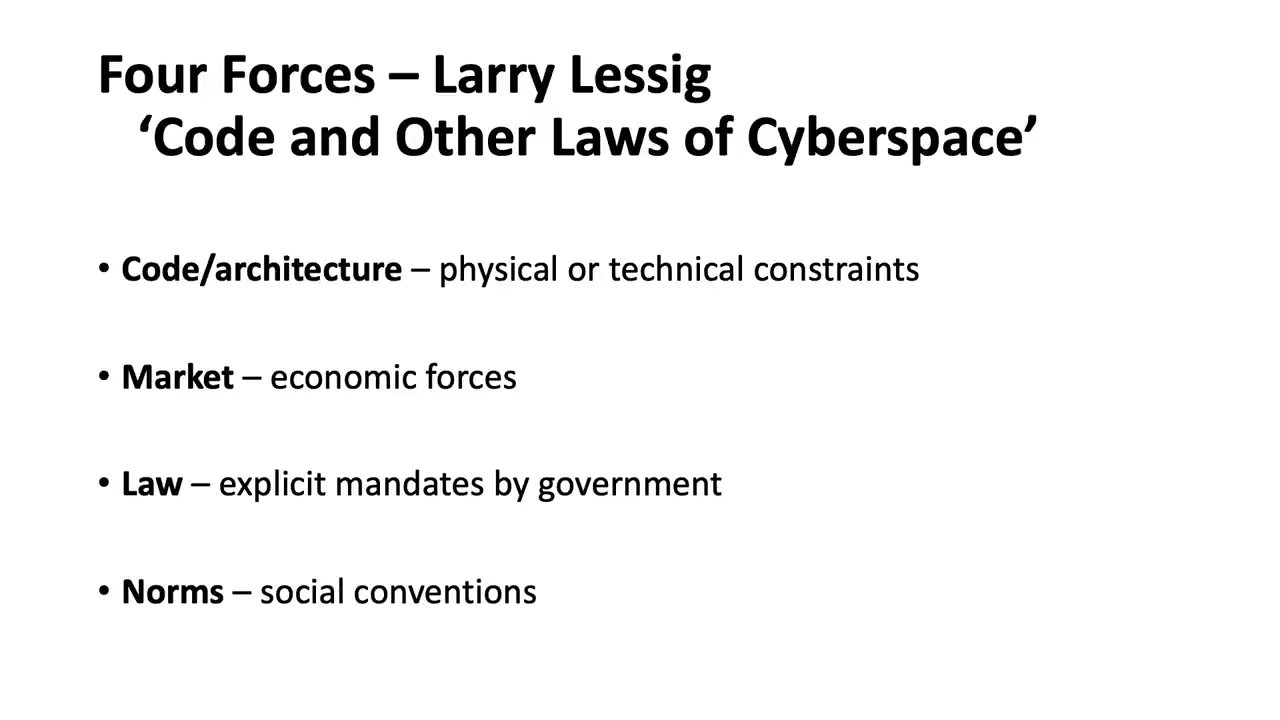 Four Forces – Larry Lessig
‘Code and Other Laws of Cyberspace’
• Code/architecture – physical or technical constraints
• Market – economic forces
• Law – explicit mandates by government
• Norms – social conventions